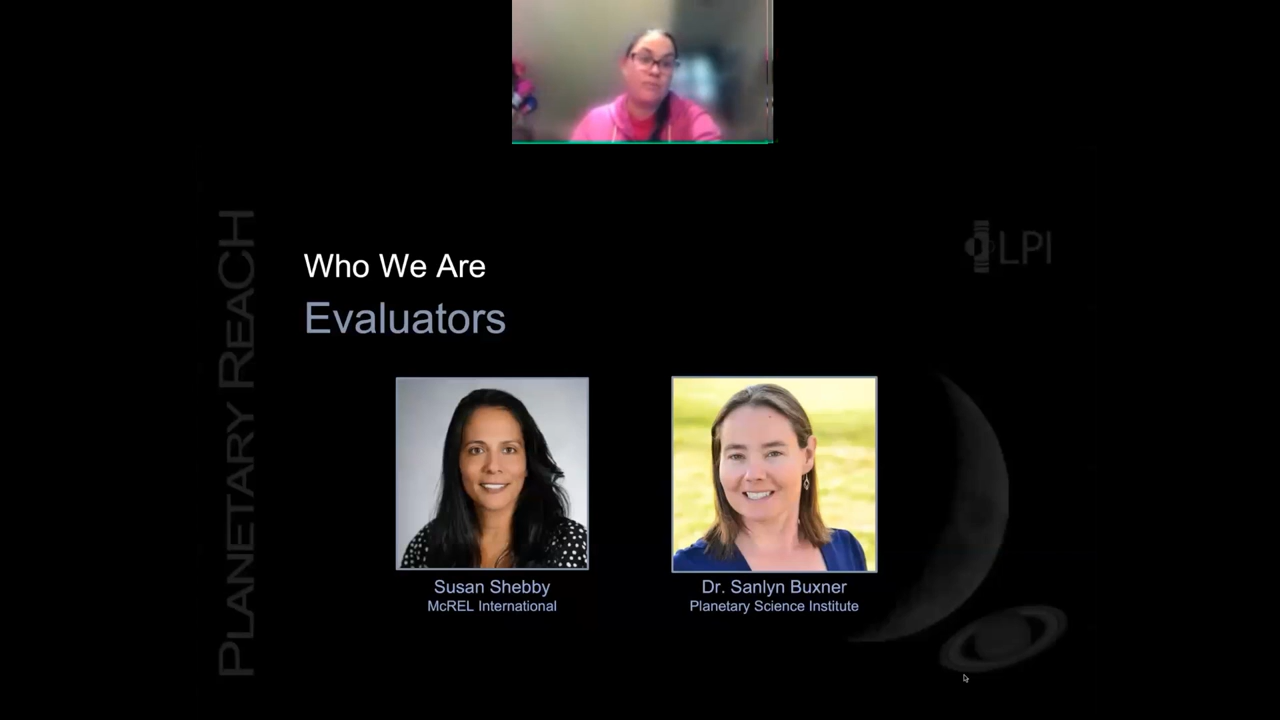 PLANETARY REACH
LPI
Who We Are
Evaluators
Susan Shebby
McREL International
Dr. Sanlyn Buxner
Planetary Science Institute